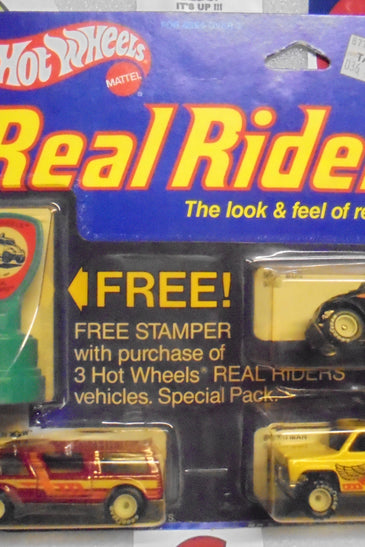 IT'S UP !!!
Hot Wheels
MATTEL
Real Ride
The look & feel of re
FREE!
FREE STAMPER
with purchase of
3 Hot Wheels® REAL RIDERS
vehicles. Special Pack.